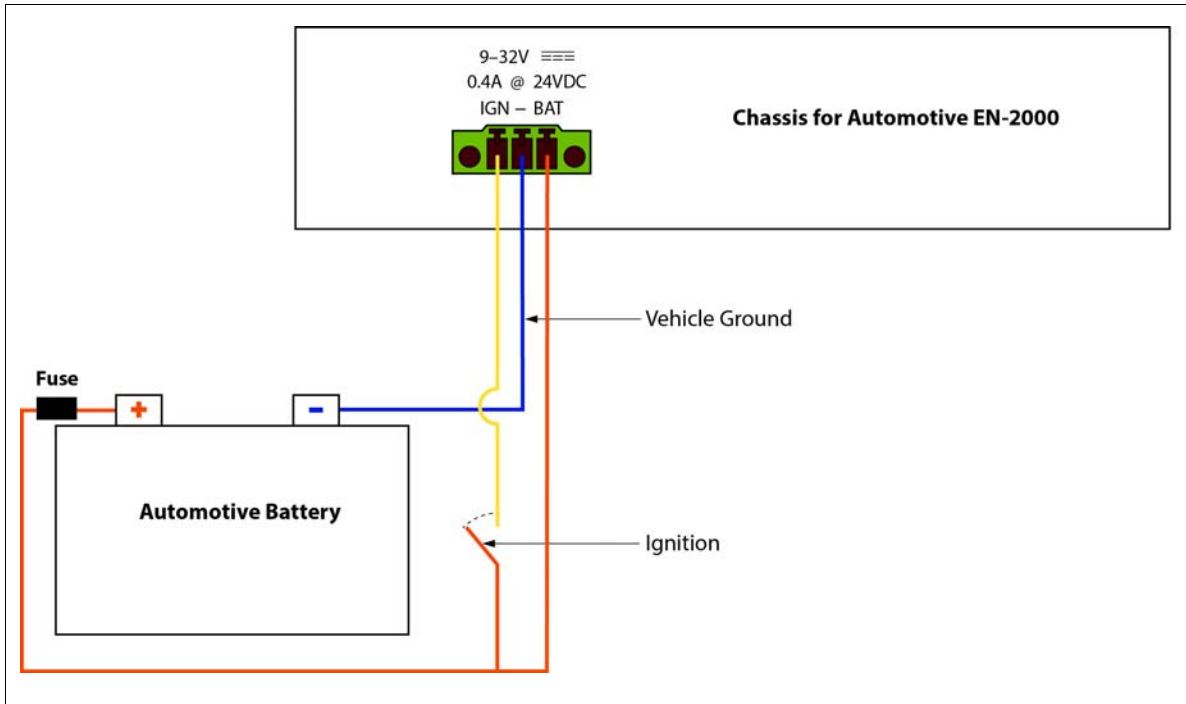 9–32V ⎓
0.4A @ 24VDC
IGN – BAT
Chassis for Automotive EN-2000
Vehicle Ground
Fuse
+
-
Automotive Battery
Ignition